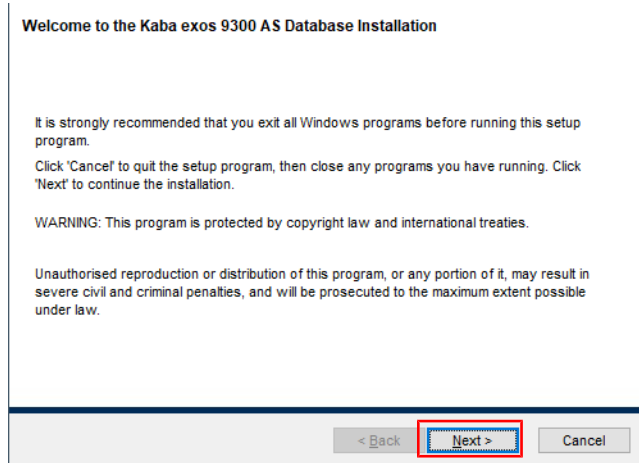 Welcome to the Kaba exos 9300 AS Database Installation
It is strongly recommended that you exit all Windows programs before running this setup
program.
Click 'Cancel' to quit the setup program, then close any programs you have running. Click
'Next' to continue the installation.
WARNING: This program is protected by copyright law and international treaties.
Unauthorised reproduction or distribution of this program, or any portion of it, may result in
severe civil and criminal penalties, and will be prosecuted to the maximum extent possible
under law.
< Back Next > Cancel